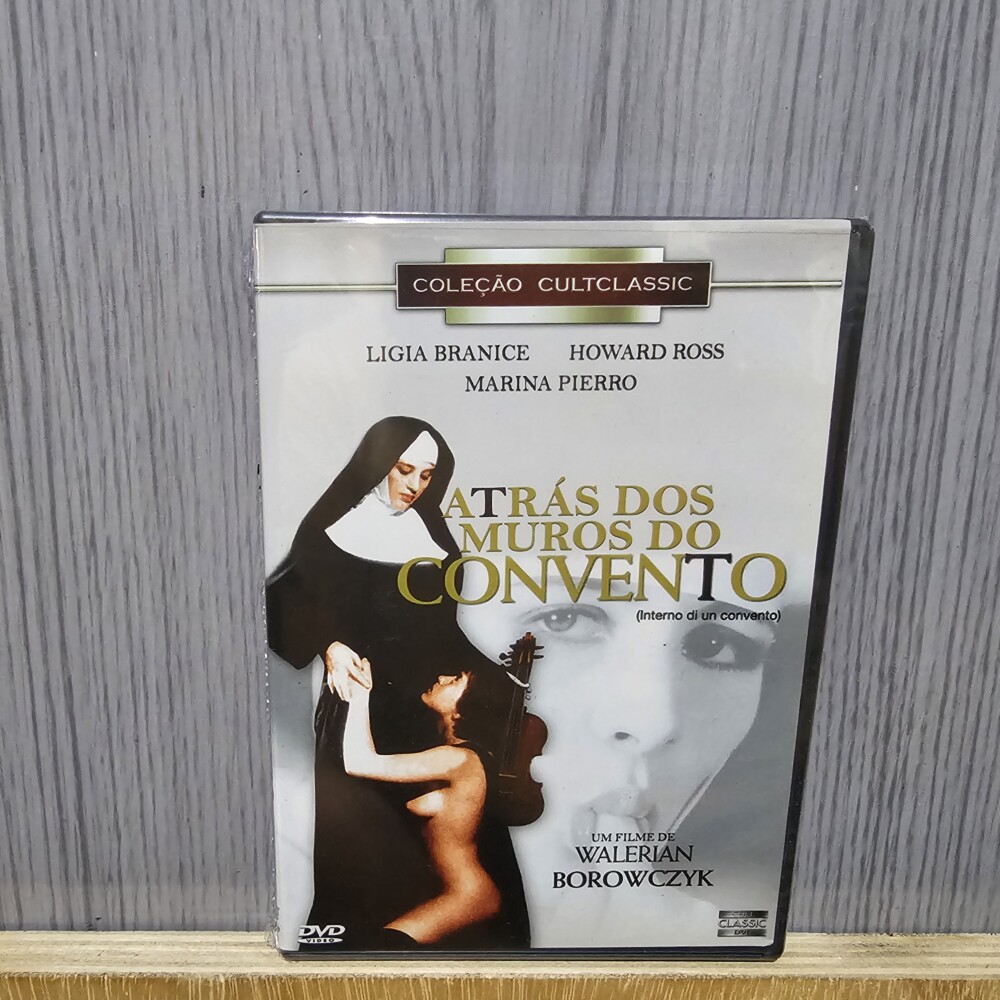 COLEÇÃO CULTCLASSIC
LIGIA BRANICE HOWARD ROSS
MARINA PIERRO
ATRÁS DOS
MUROS DO
CONVENTO
(Interno di un convento)
UM FILME DE
WALERIAN
BOROWCZYK
DVD
VIDEO
CLASSIC